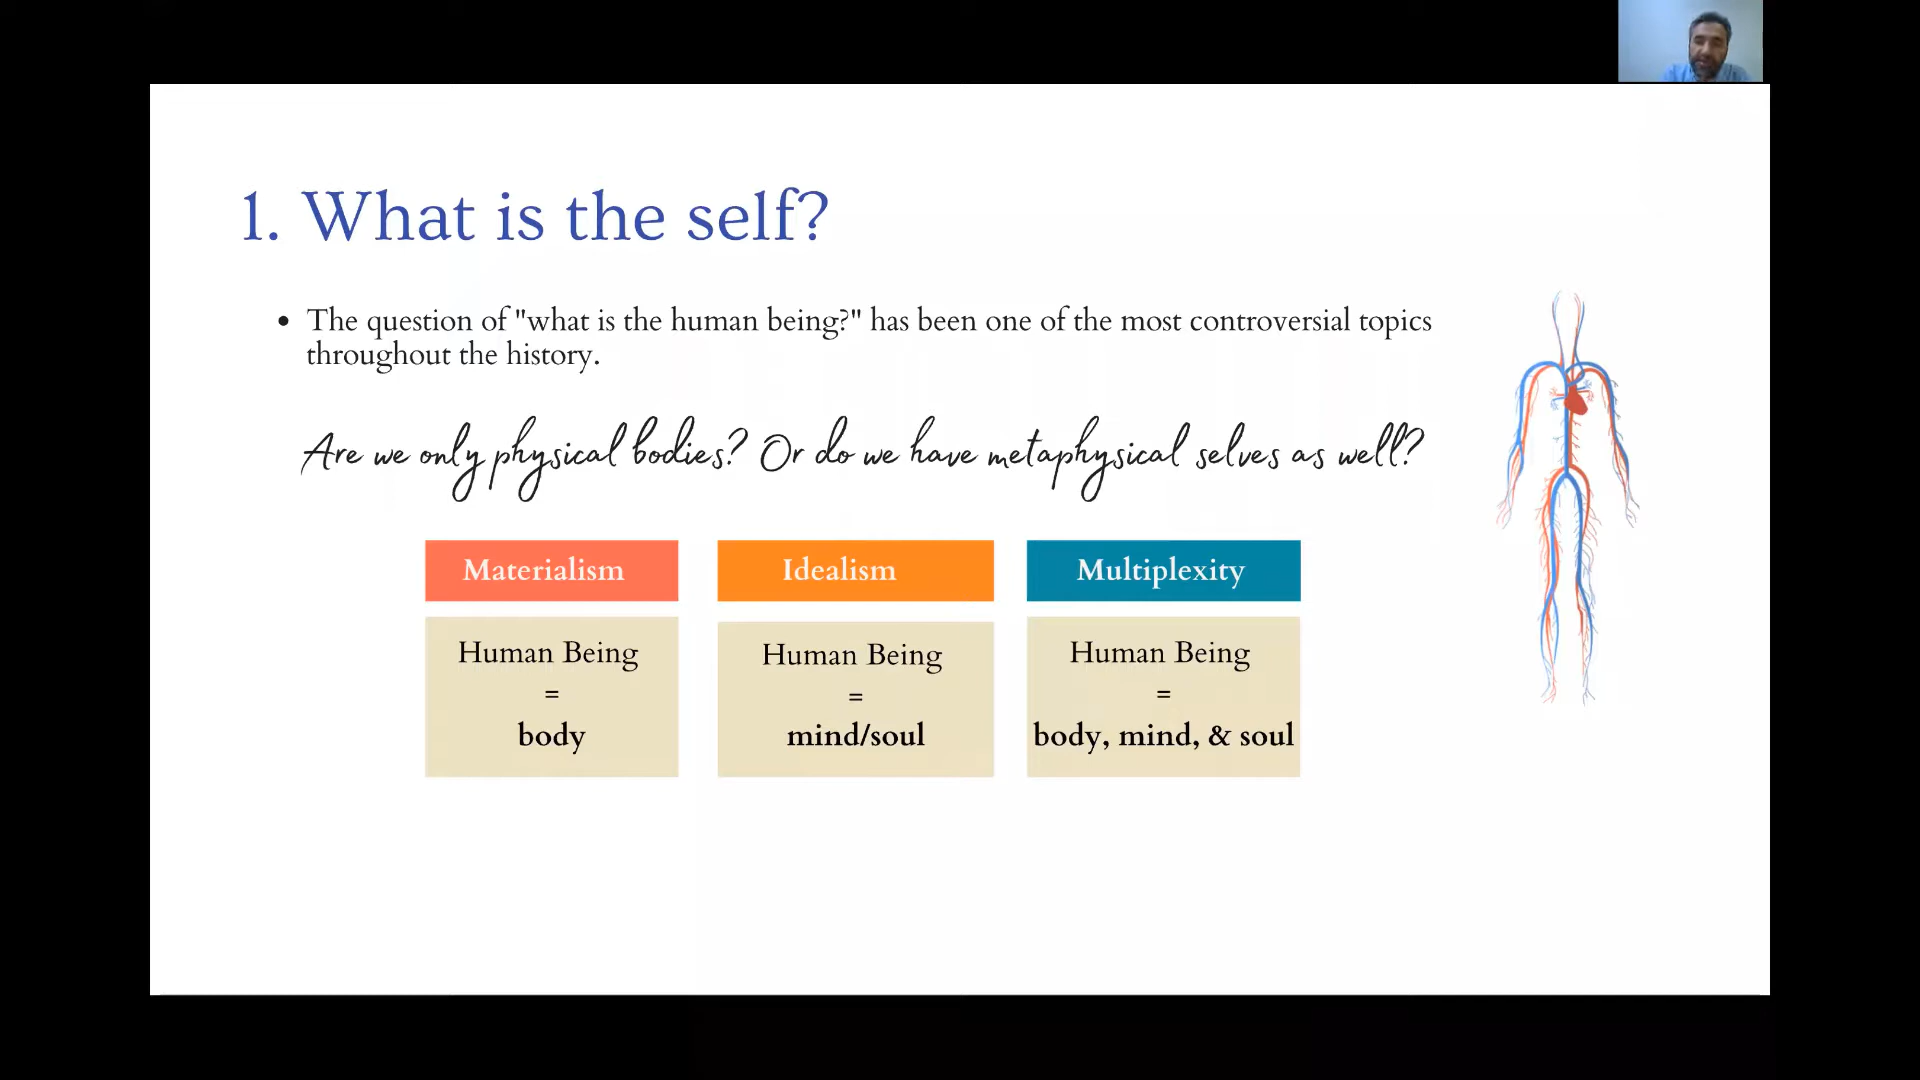 1. What is the self?
• The question of "what is the human being?" has been one of the most controversial topics
throughout the history.
Are we only physical bodies? Or do we have metaphysical selves as well?
Materialism
Human Being
=
body
Idealism
Human Being
=
mind/soul
Multiplexity
Human Being
=
body, mind, & soul